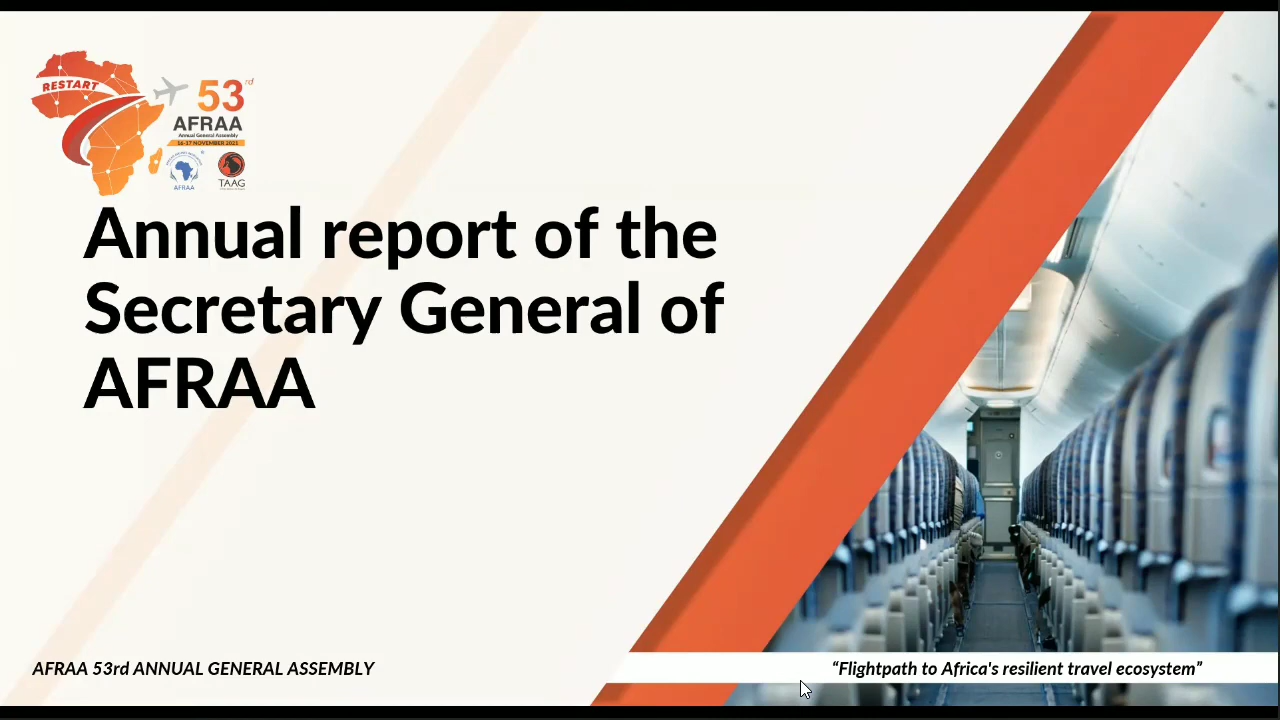 RESTART
53rd
AFRAA
Annual General Assembly
14-17 NOVEMBER 2021
AFRAA
TAAG
Annual report of the
Secretary General of
AFRAA
AFRAA 53rd ANNUAL GENERAL ASSEMBLY
“Flightpath to Africa's resilient travel ecosystem”